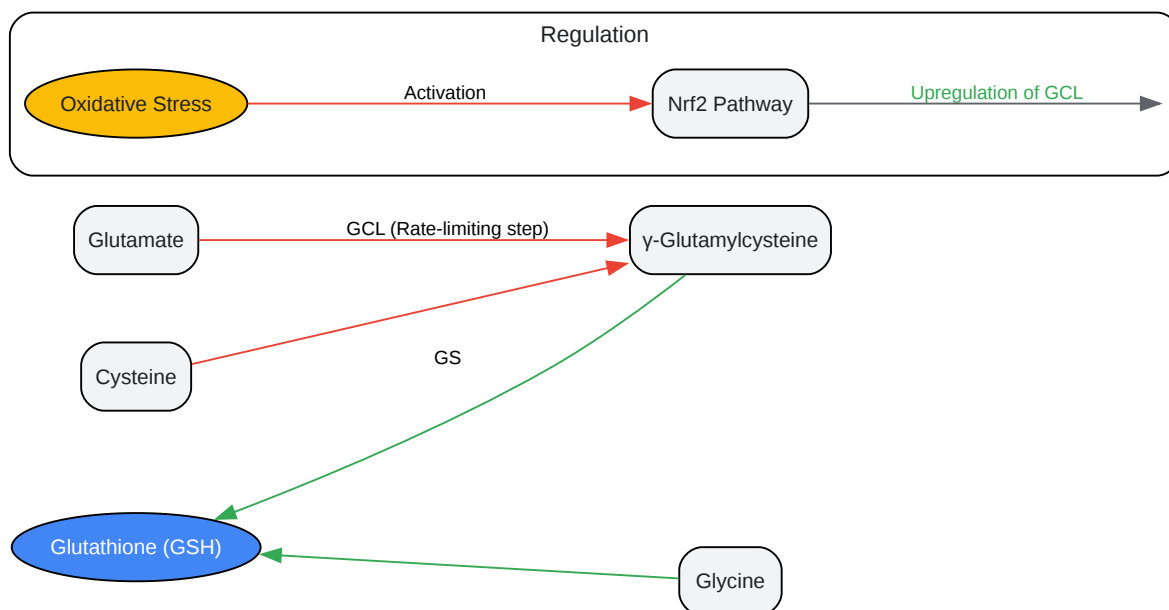 Regulation
Oxidative Stress
Activation
Nrf2 Pathway
Upregulation of GCL
Glutamate
GCL (Rate-limiting step)
γ-Glutamylcysteine
Cysteine
GS
Glutathione (GSH)
Glycine